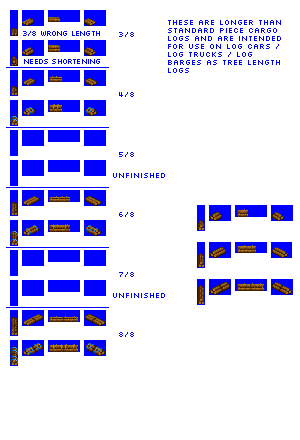 THESE ARE LONGER THAN
STANDARD PIECE CARGO
LOGS AND ARE INTENDED
FOR USE ON LOG CARS /
LOG TRUCKS / LOG
BARGES AS TREE LENGTH
LOGS
3/8 WRONG LENGTH
3/8
NEEDS SHORTENING
4/8
5/8
UNFINISHED
6/8
7/8
UNFINISHED
8/8